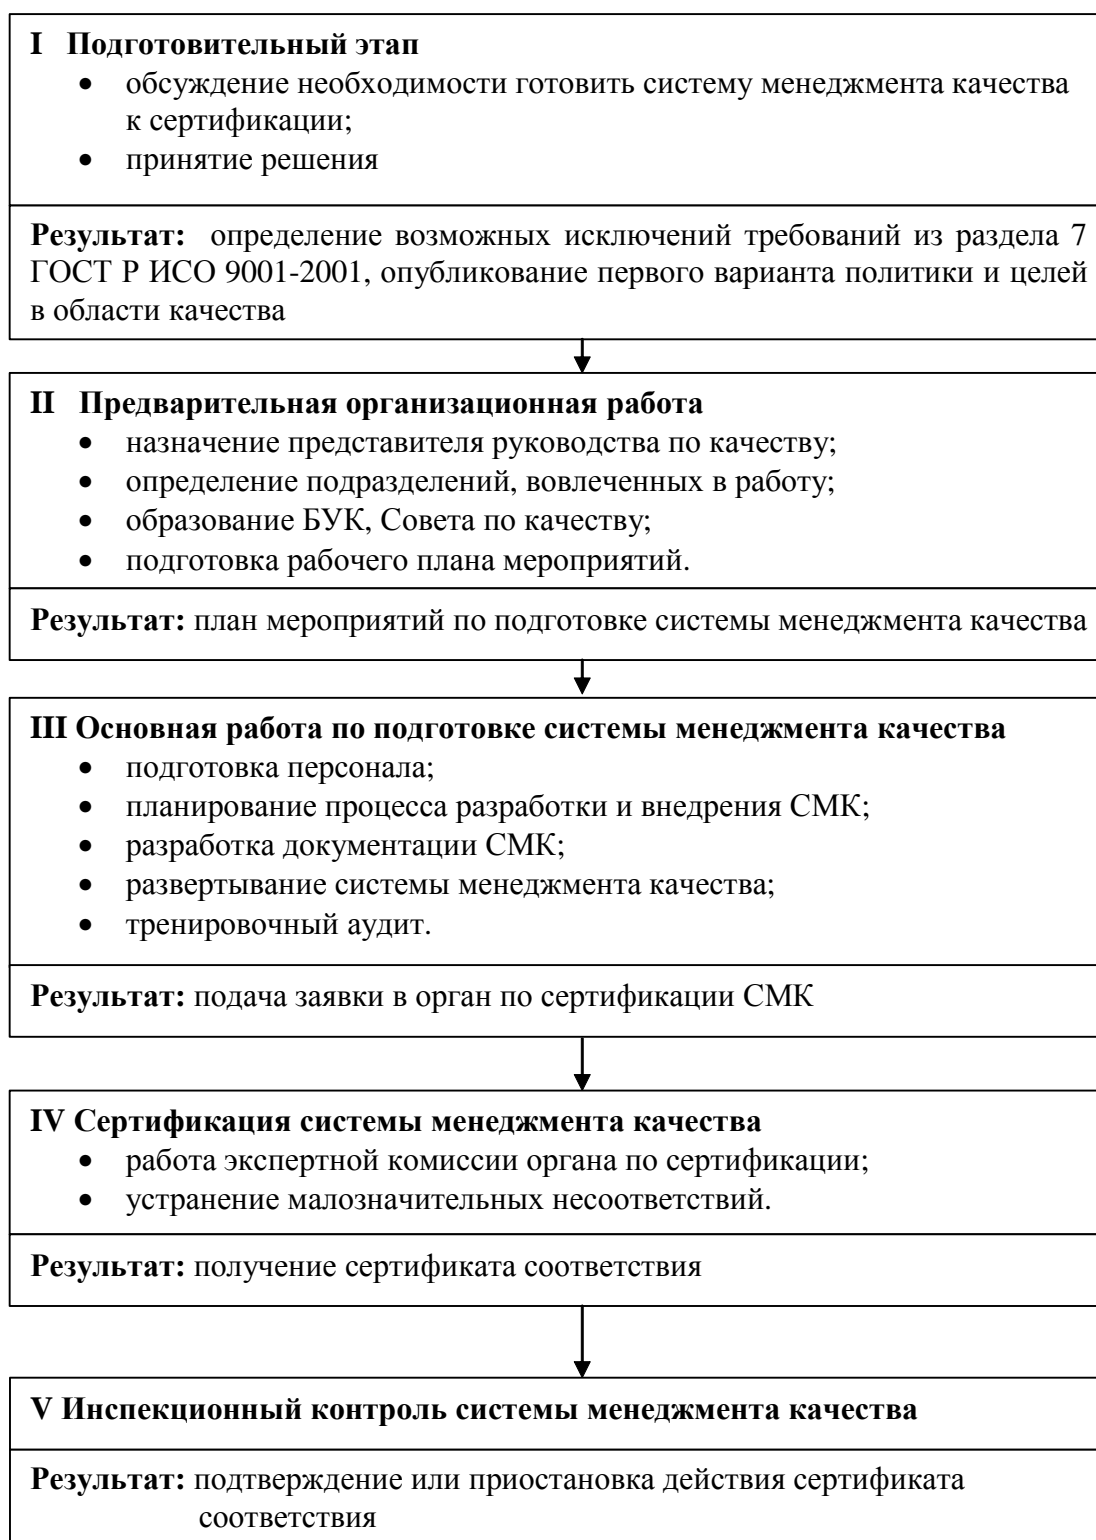 I Подготовительный этап
• обсуждение необходимости готовить систему менеджмента качества
к сертификации;
• принятие решения
Результат: определение возможных исключений требований из раздела 7
ГОСТ Р ИСО 9001-2001, опубликование первого варианта политики и целей
в области качества
II Предварительная организационная работа
• назначение представителя руководства по качеству;
• определение подразделений, вовлеченных в работу;
• образование БУК, Совета по качеству;
• подготовка рабочего плана мероприятий.
Результат: план мероприятий по подготовке системы менеджмента качества
III Основная работа по подготовке системы менеджмента качества
• подготовка персонала;
• планирование процесса разработки и внедрения СМК;
• разработка документации СМК;
• развертывание системы менеджмента качества;
• тренировочный аудит.
Результат: подача заявки в орган по сертификации СМК
IV Сертификация системы менеджмента качества
• работа экспертной комиссии органа по сертификации;
• устранение малозначительных несоответствий.
Результат: получение сертификата соответствия
V Инспекционный контроль системы менеджмента качества
Результат: подтверждение или приостановка действия сертификата
соответствия